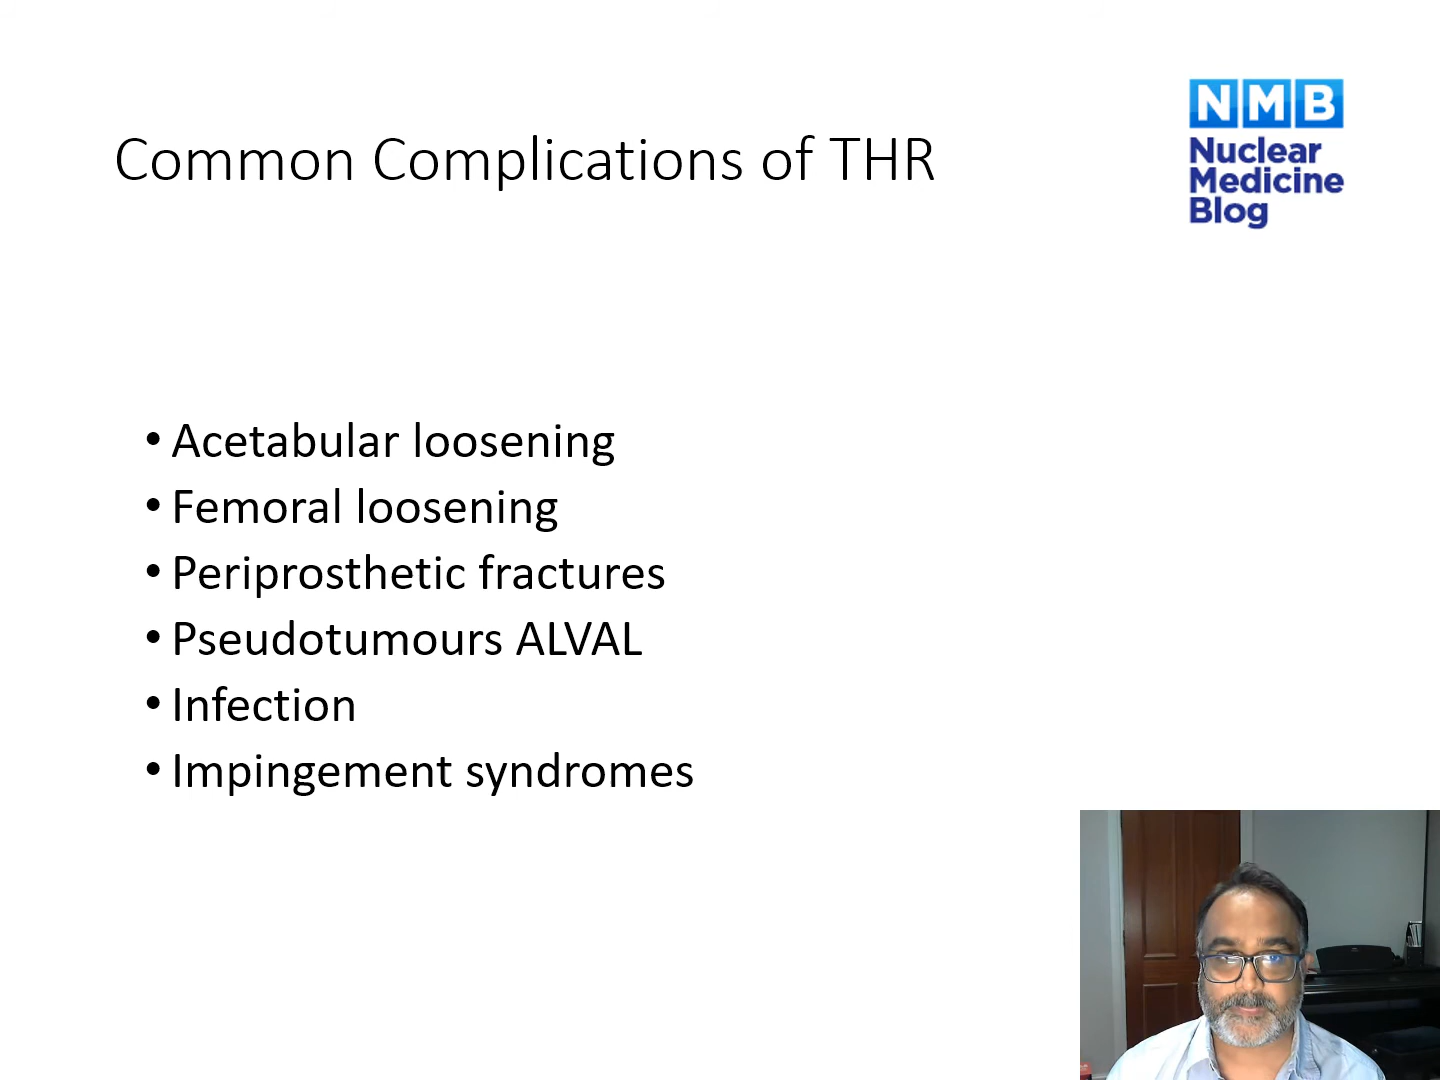 Common Complications of THR
NMB
Nuclear
Medicine
Blog
• Acetabular loosening
• Femoral loosening
• Periprosthetic fractures
• Pseudotumours ALVAL
• Infection
• Impingement syndromes